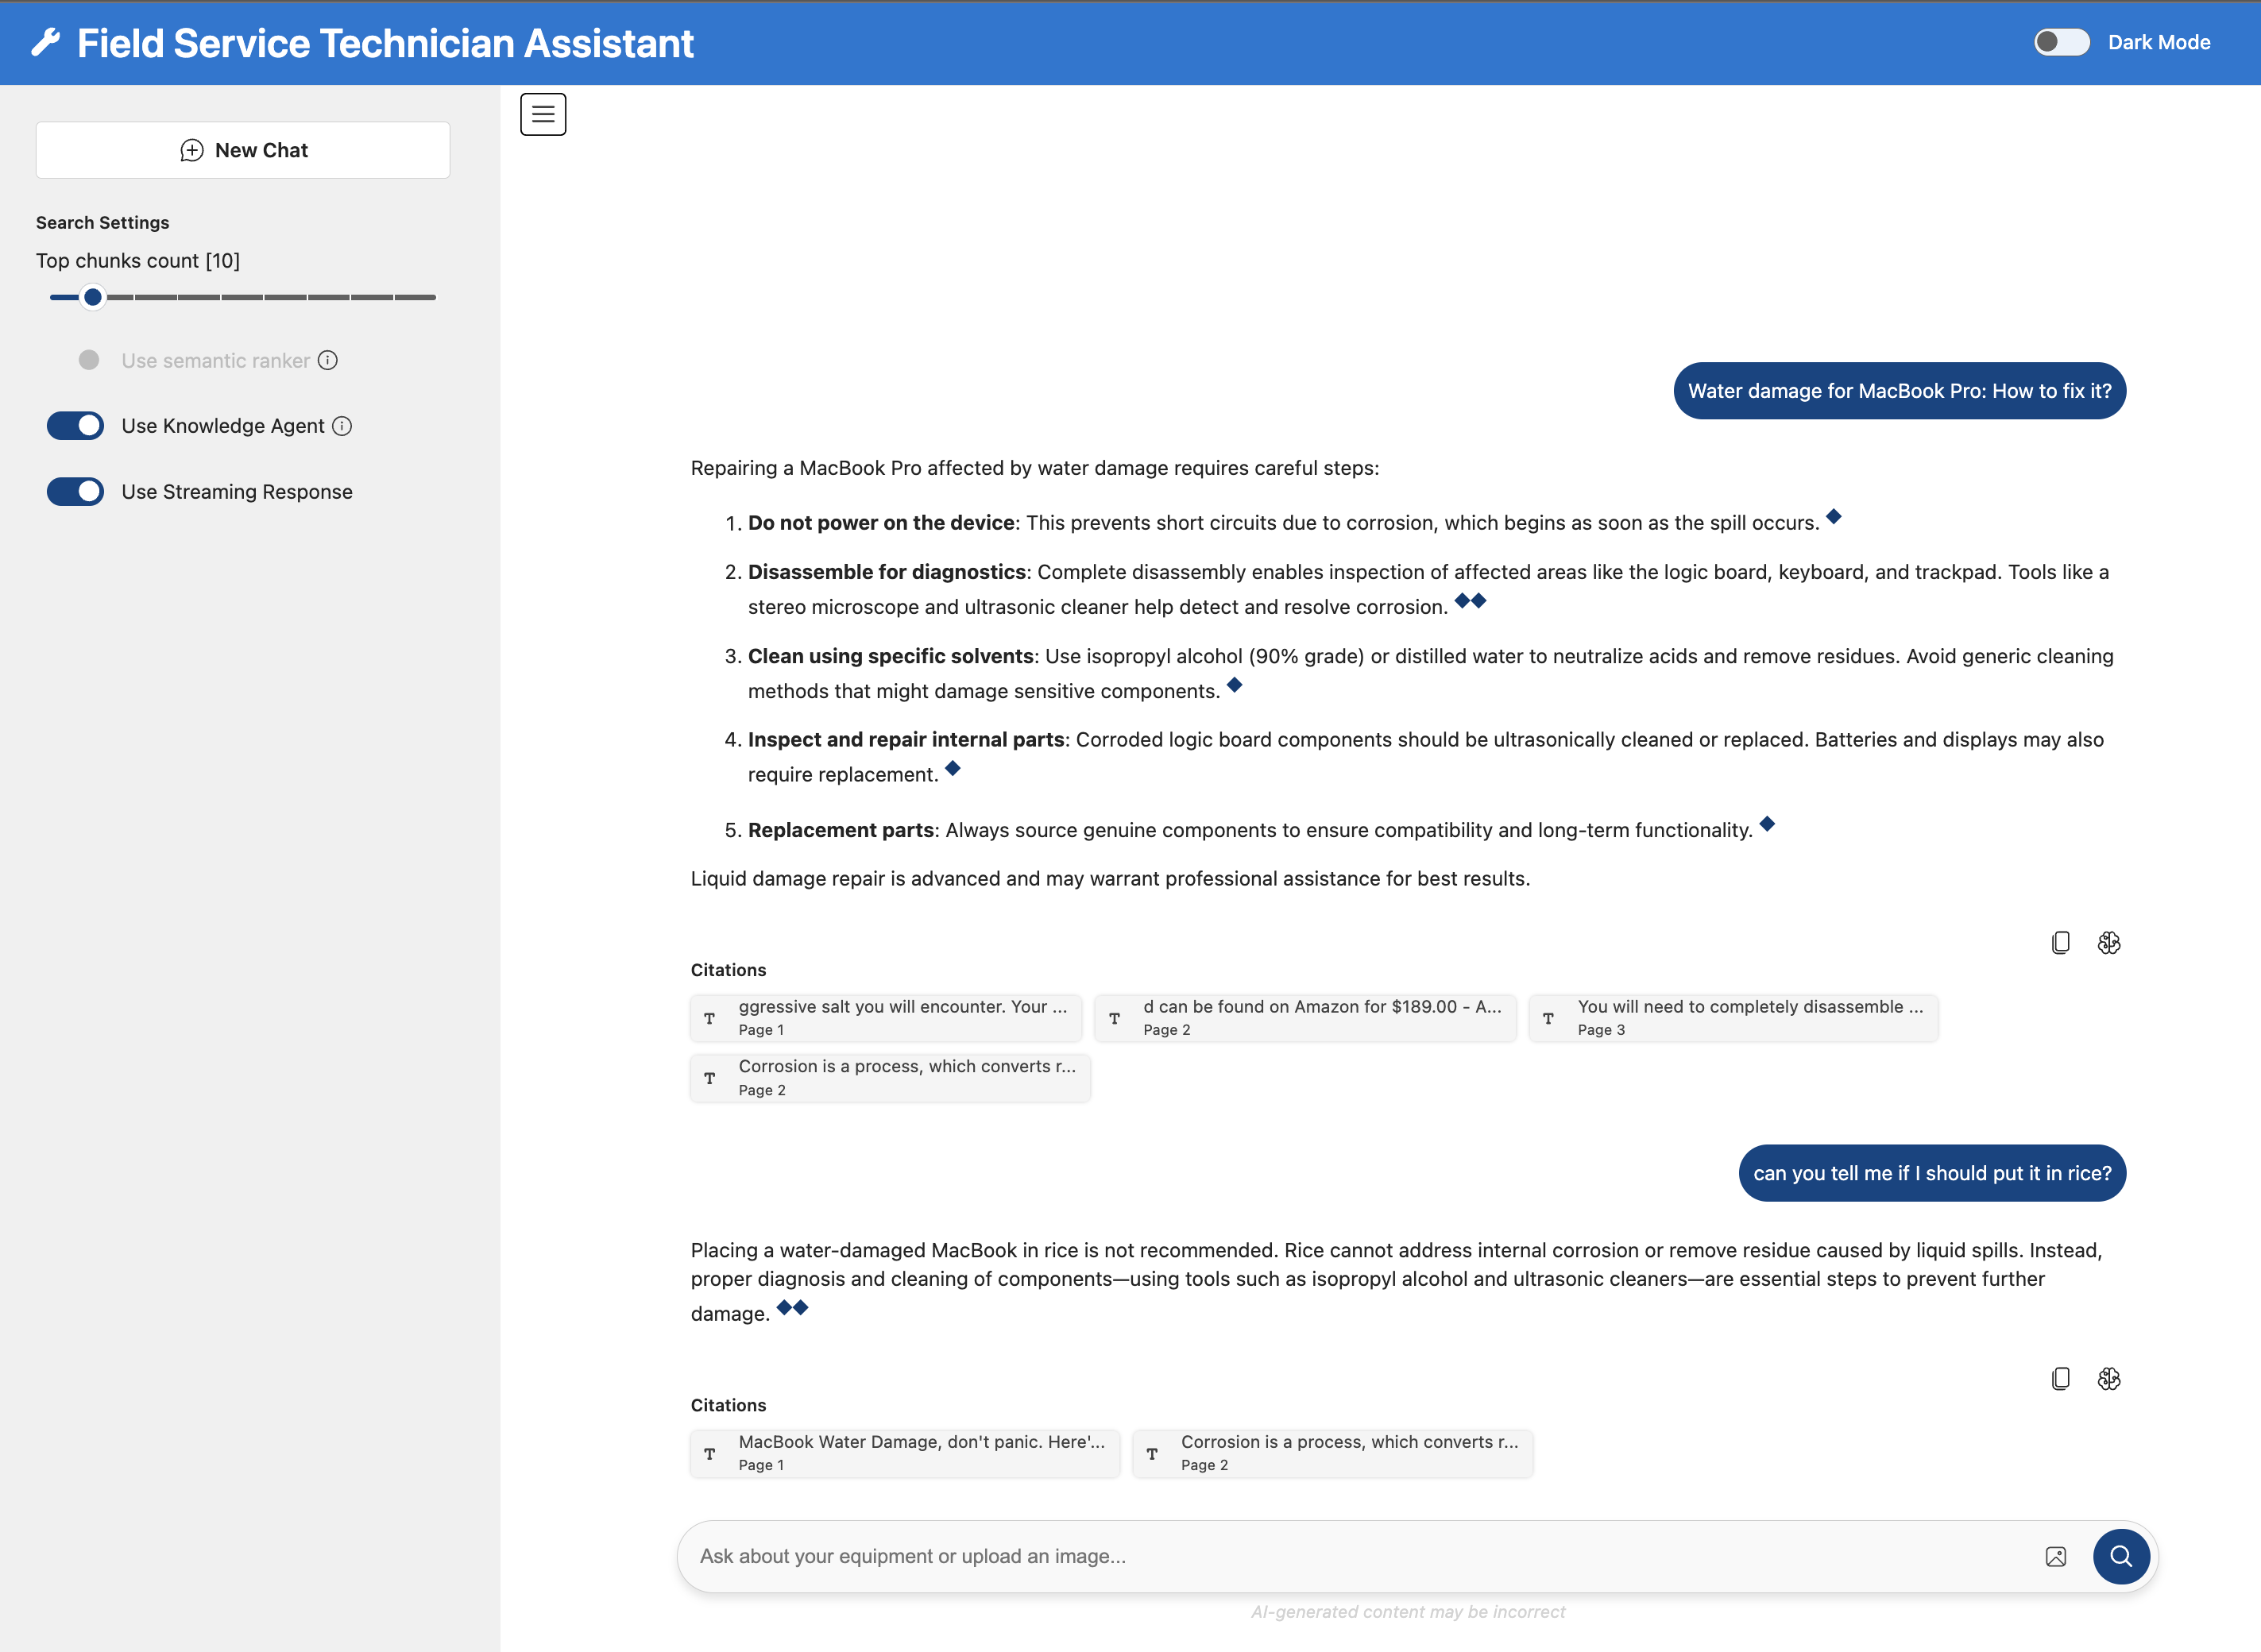 Field Service Technician Assistant
Dark Mode
New Chat
Search Settings
Top chunks count [10]
Use semantic ranker
Use Knowledge Agent
Use Streaming Response
Water damage for MacBook Pro: How to fix it?
Repairing a MacBook Pro affected by water damage requires careful steps:
1. Do not power on the device: This prevents short circuits due to corrosion, which begins as soon as the spill occurs.
2. Disassemble for diagnostics: Complete disassembly enables inspection of affected areas like the logic board, keyboard, and trackpad. Tools like a
stereo microscope and ultrasonic cleaner help detect and resolve corrosion.
3. Clean using specific solvents: Use isopropyl alcohol (90% grade) or distilled water to neutralize acids and remove residues. Avoid generic cleaning
methods that might damage sensitive components.
4. Inspect and repair internal parts: Corroded logic board components should be ultrasonically cleaned or replaced. Batteries and displays may also
require replacement.
5. Replacement parts: Always source genuine components to ensure compatibility and long-term functionality.
Liquid damage repair is advanced and may warrant professional assistance for best results.
Citations
T ggressive salt you will encounter. Your ...
Page 1
T d can be found on Amazon for $189.00 - A...
Page 2
T You will need to completely disassemble ...
Page 3
T Corrosion is a process, which converts r...
Page 2
can you tell me if I should put it in rice?
Placing a water-damaged MacBook in rice is not recommended. Rice cannot address internal corrosion or remove residue caused by liquid spills. Instead,
proper diagnosis and cleaning of components—using tools such as isopropyl alcohol and ultrasonic cleaners—are essential steps to prevent further
damage.
Citations
T MacBook Water Damage, don't panic. Here'...
Page 1
T Corrosion is a process, which converts r...
Page 2
Ask about your equipment or upload an image...
AI-generated content may be incorrect